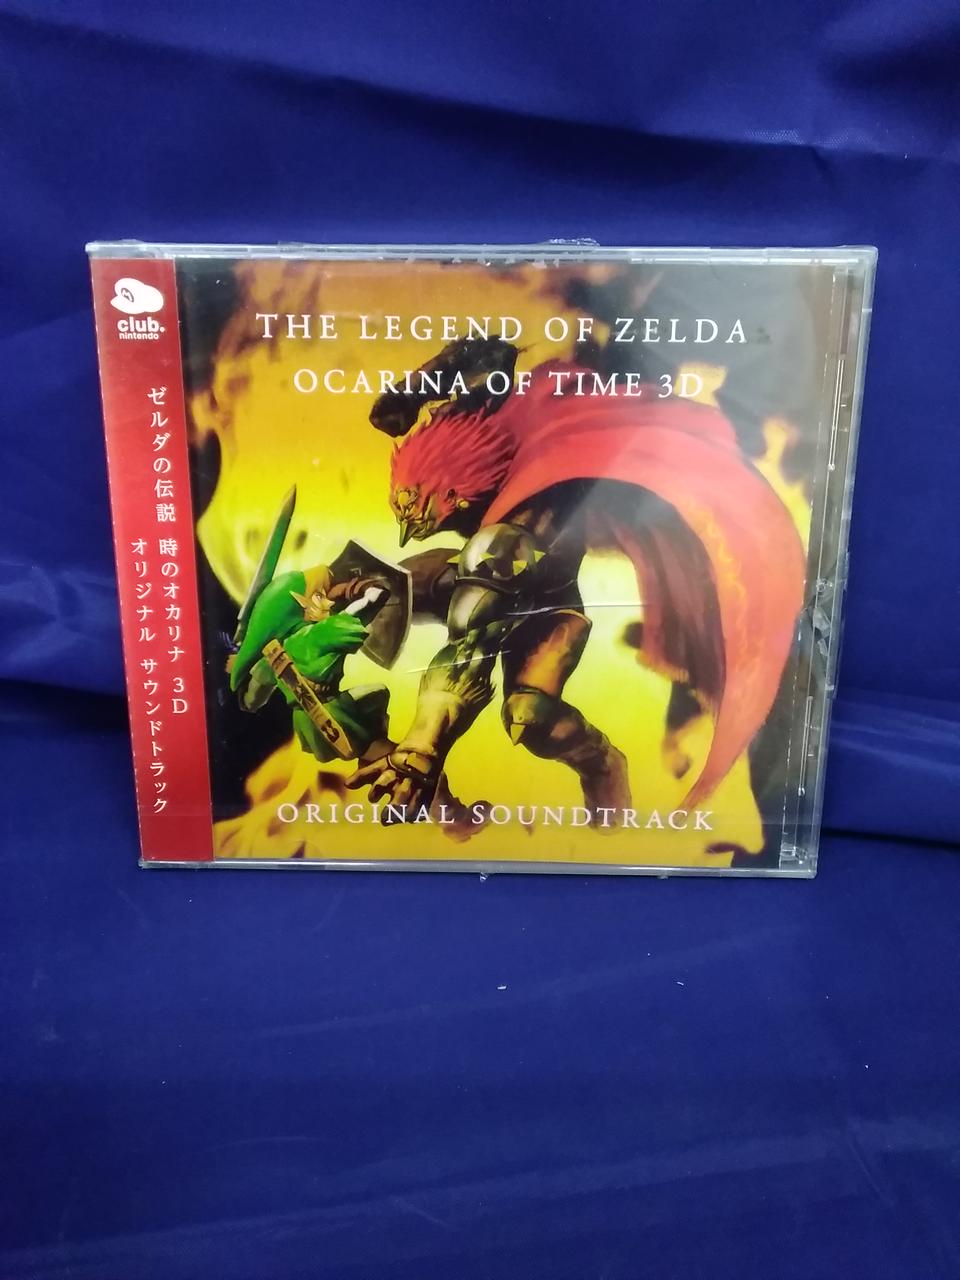 club.
nintendo
ゼルダの伝説 時のオカリナ 3D
オリジナル サウンドトラック
THE LEGEND OF ZELDA
OCARINA OF TIME 3D
ORIGINAL SOUNDTRACK